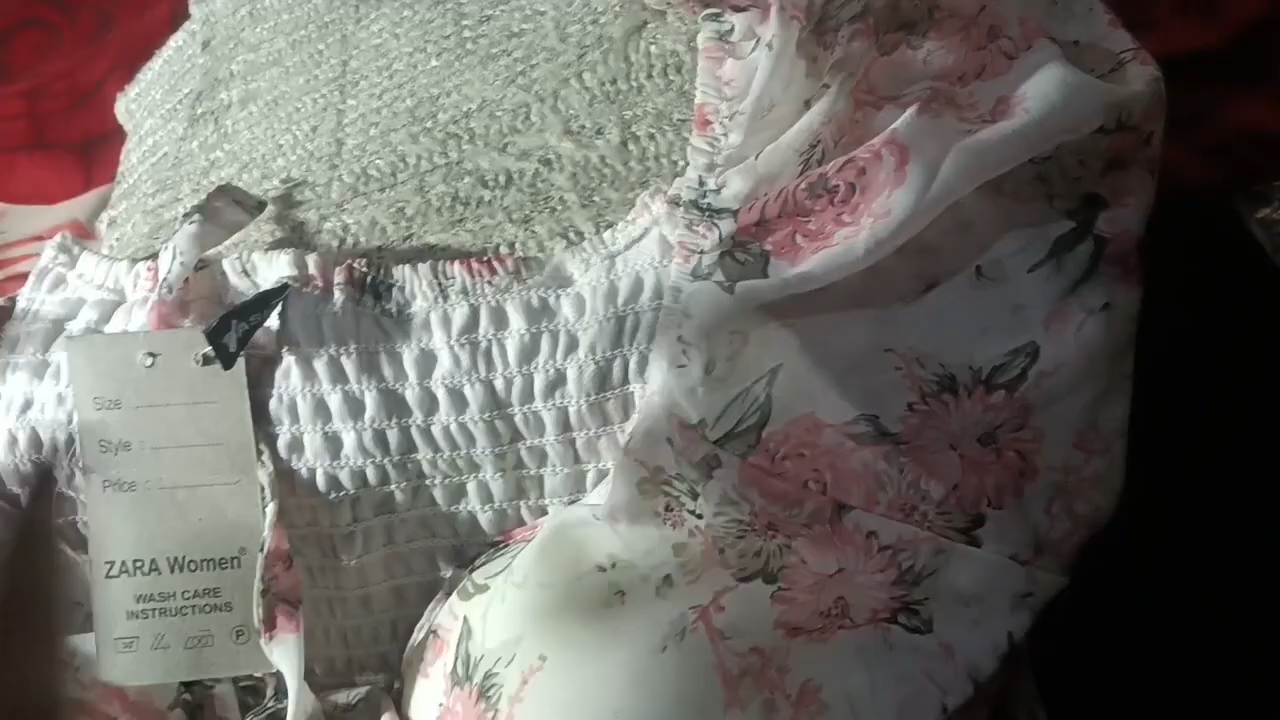 Size
Style :
Price :
ZARA Women®
WASH CARE
INSTRUCTIONS
P